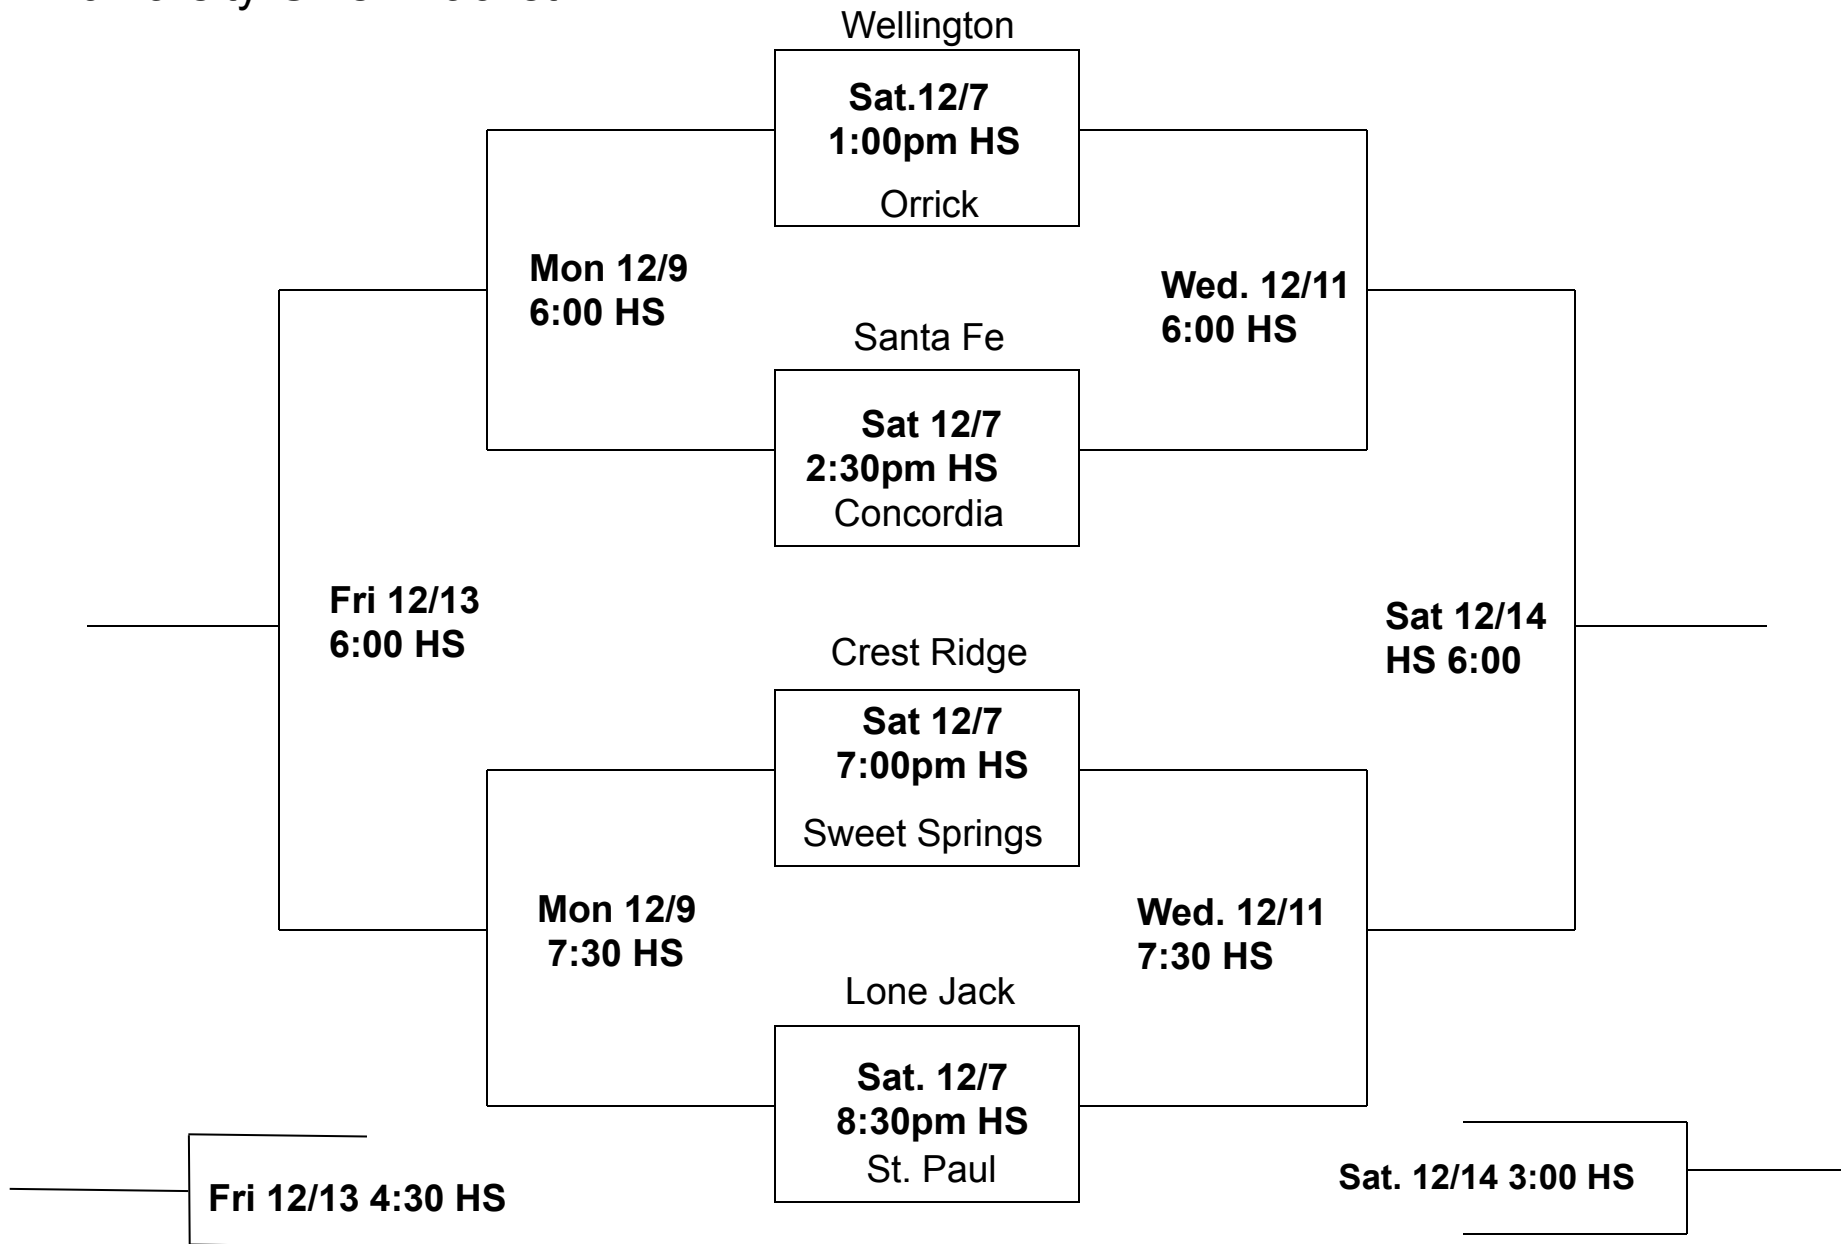 Wellington
Sat.12/7
1:00pm HS
Orrick
Mon 12/9
6:00 HS
Wed. 12/11
6:00 HS
Santa Fe
Sat 12/7
2:30pm HS
Concordia
Fri 12/13
6:00 HS
Sat 12/14
HS 6:00
Crest Ridge
Sat 12/7
7:00pm HS
Sweet Springs
Mon 12/9
7:30 HS
Wed. 12/11
7:30 HS
Lone Jack
Sat. 12/7
8:30pm HS
St. Paul
Fri 12/13 4:30 HS
Sat. 12/14 3:00 HS